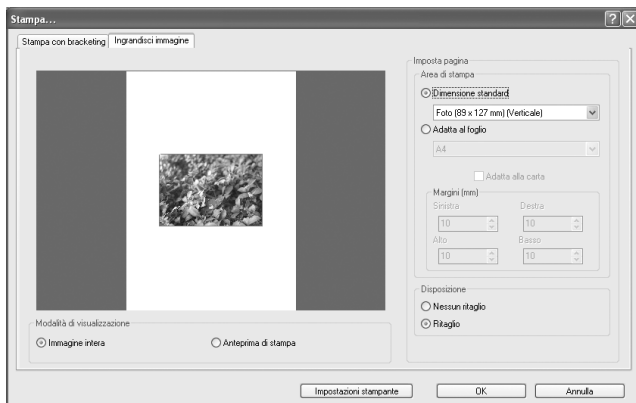 Stampa...
Stampa con bracketing
Ingrandisci immagine
Imposta pagina
Area di stampa
Dimensione standard
Foto (89 x 127 mm) (Verticale)
Adatta al foglio
A4
Adatta alla carta
Margini (mm)
Sinistra Destra
10 10
Alto Basso
10 10
Disposizione
Nessun ritaglio
Ritaglio
Modalità di visualizzazione
Immagine intera Anteprima di stampa
Impostazioni stampante OK Annulla